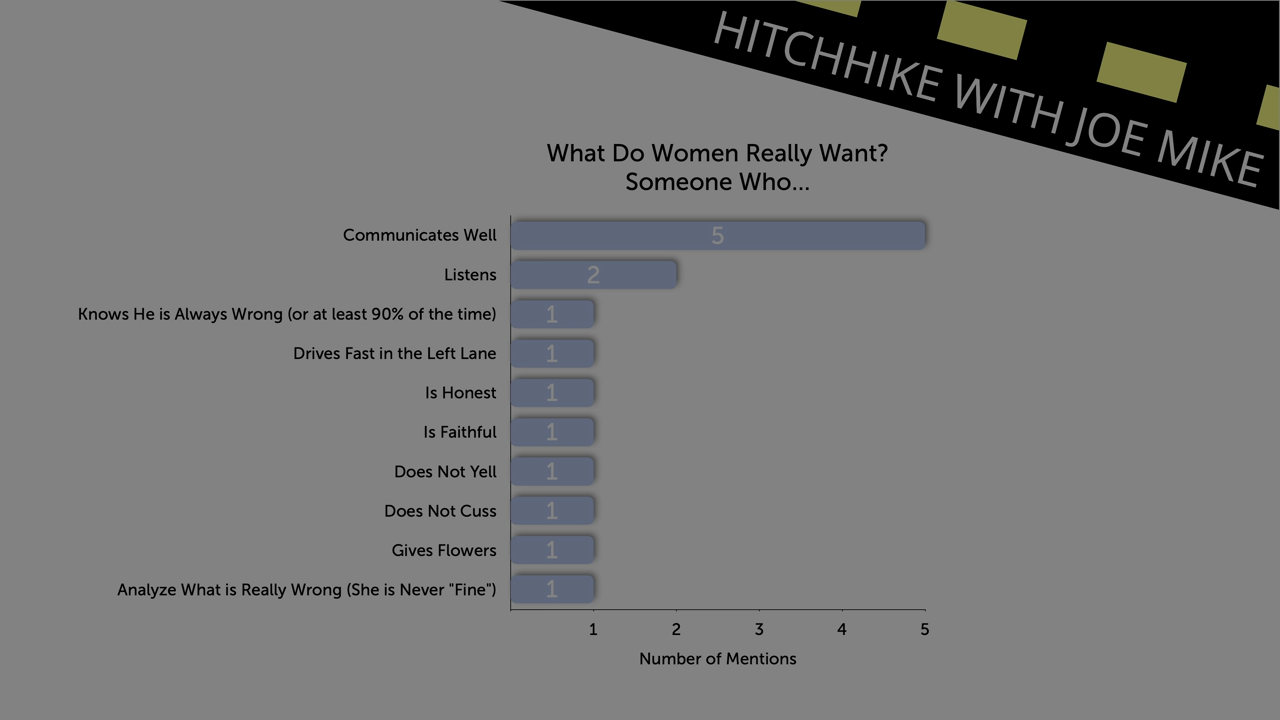 HITCHHIKE WITH JOE MIKE
What Do Women Really Want?
Someone Who...
Communicates Well
5
Listens
2
Knows He is Always Wrong (or at least 90% of the time)
1
Drives Fast in the Left Lane
1
Is Honest
1
Is Faithful
1
Does Not Yell
1
Does Not Cuss
1
Gives Flowers
1
Analyze What is Really Wrong (She is Never "Fine")
1
1 2 3 4 5
Number of Mentions